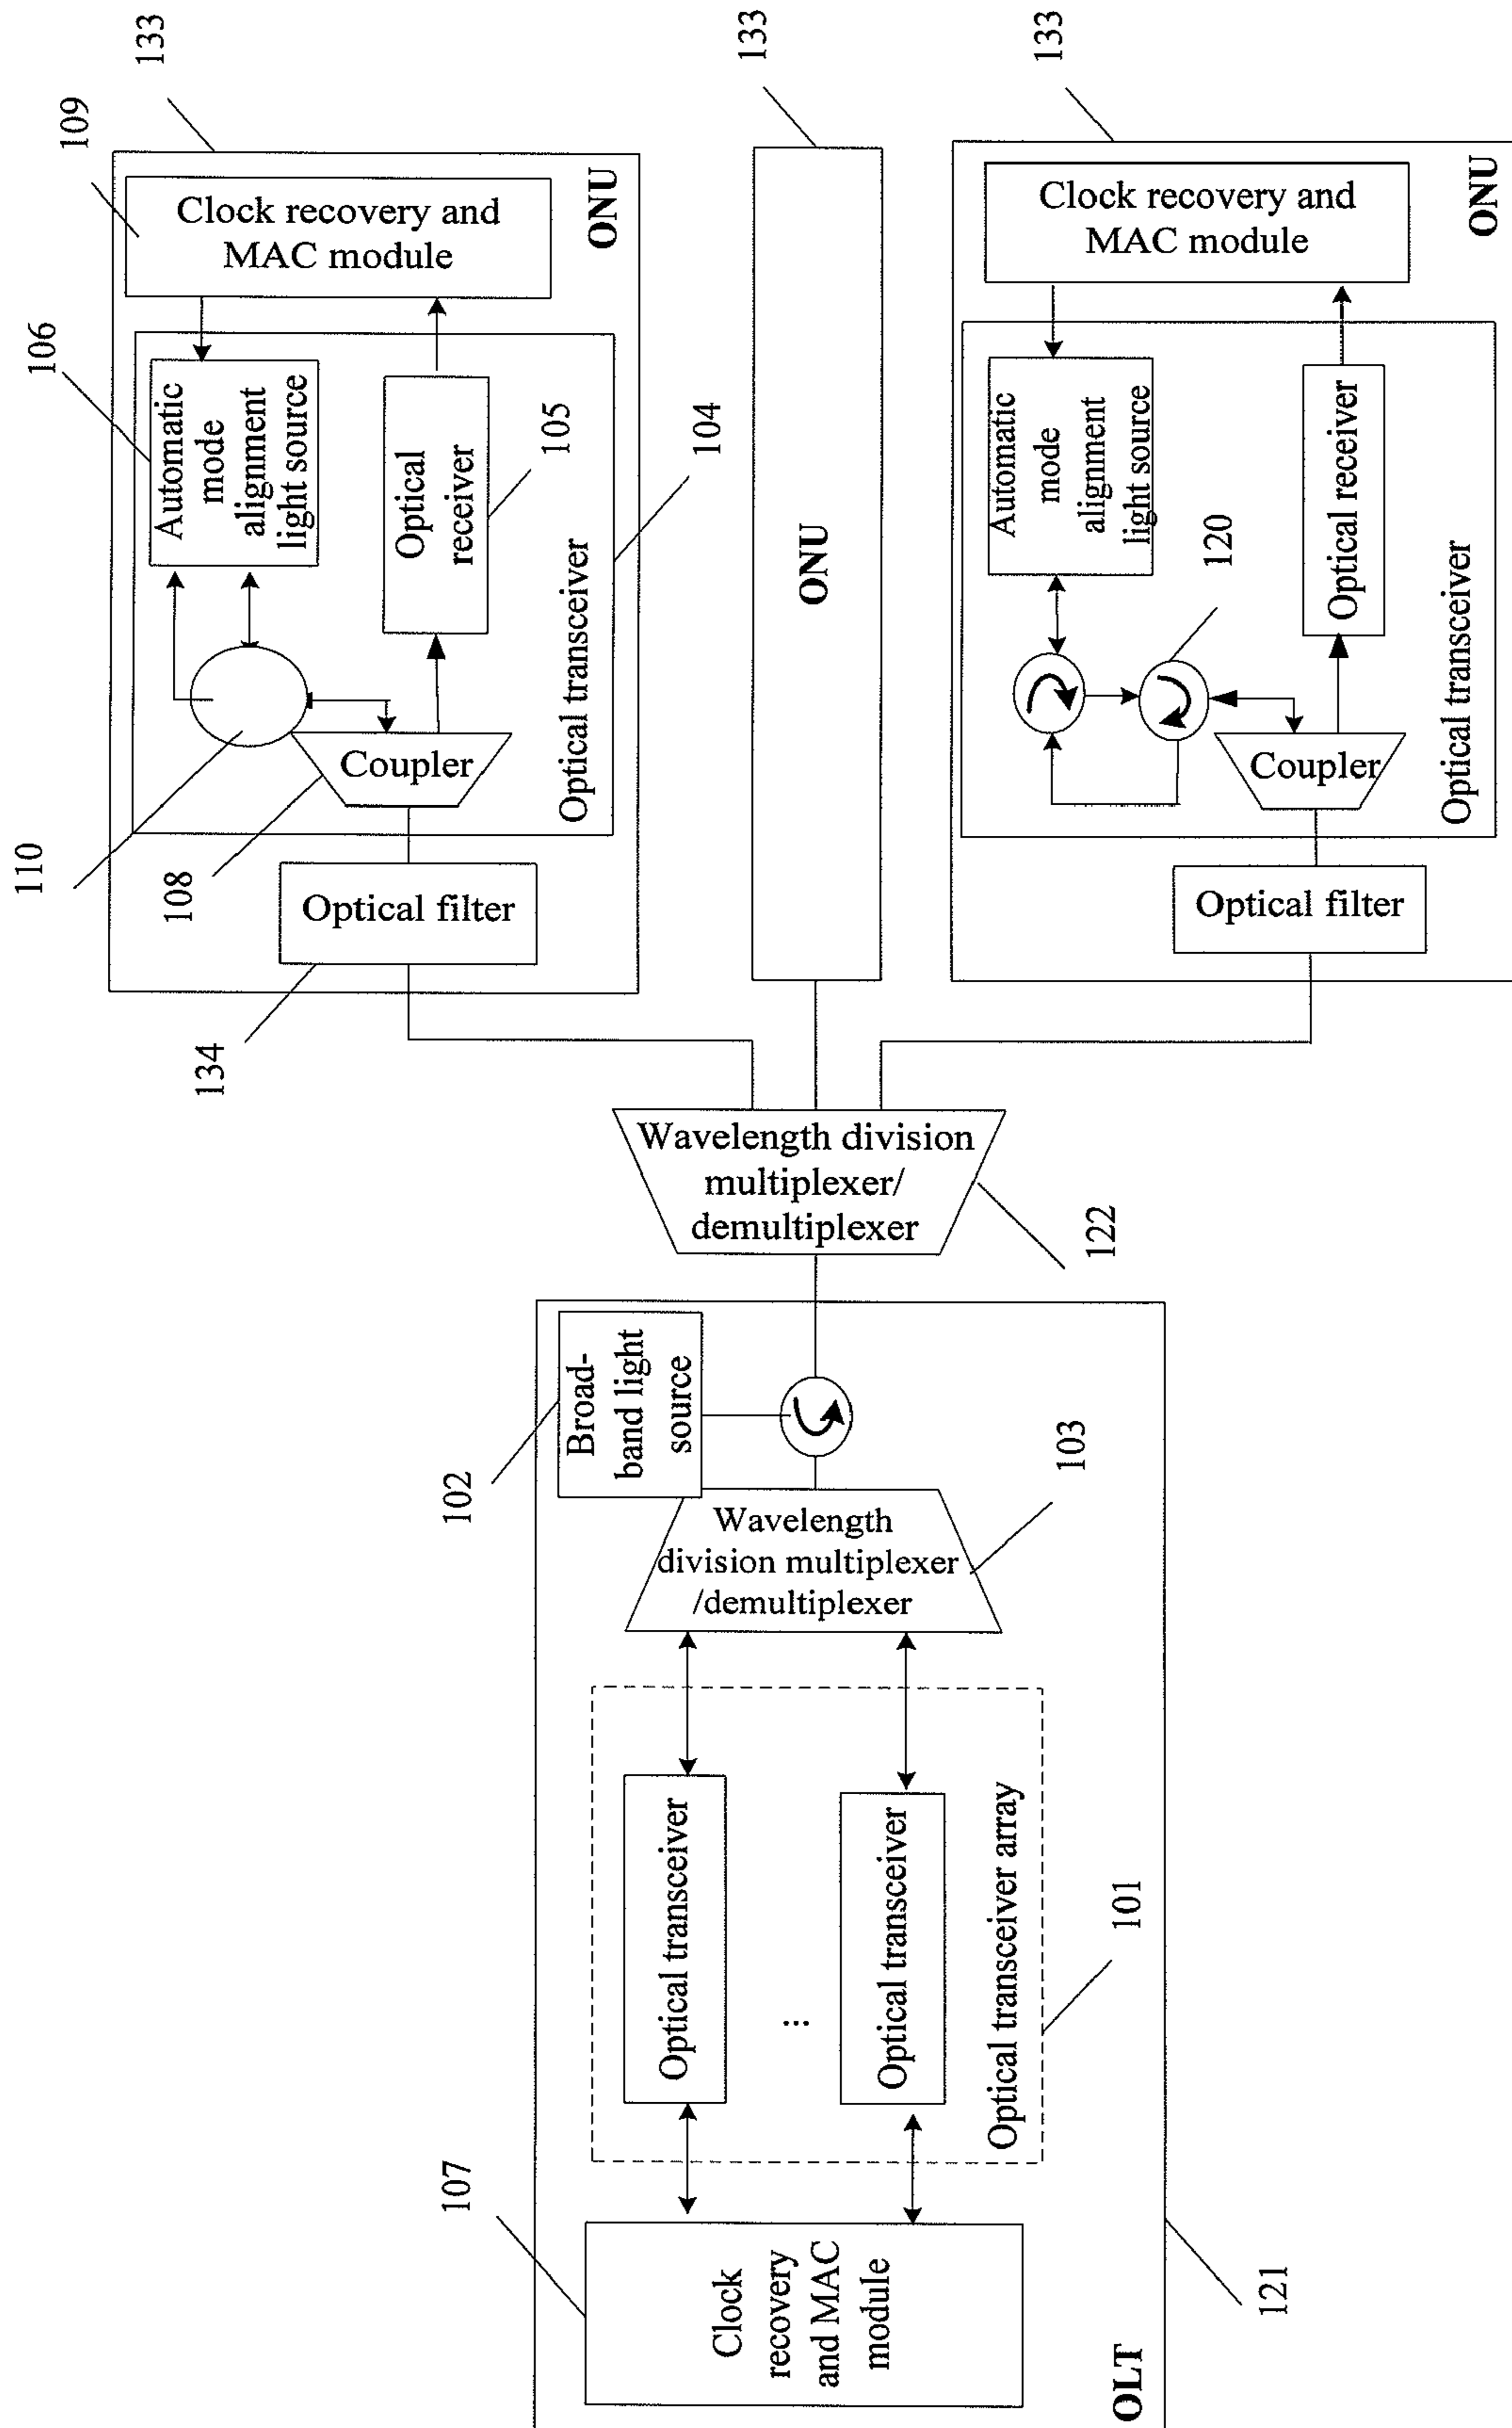 133
109
Clock recovery and
MAC module
ONU
106
Automatic
mode
alignment
light source
Optical
receiver
105
104
Optical transceiver
110
108
Coupler
Optical filter
134
133
ONU
133
Clock recovery and
MAC module
ONU
Automatic
mode
alignment
light source
120
Optical receiver
Optical transceiver
Coupler
Optical filter
Wavelength division
multiplexer/
demultiplexer
122
Broad-
band light
source
102
Wavelength
division multiplexer
/demultiplexer
103
Optical transceiver
...
Optical transceiver
Optical transceiver array
101
107
Clock
recovery
and MAC
module
OLT
121